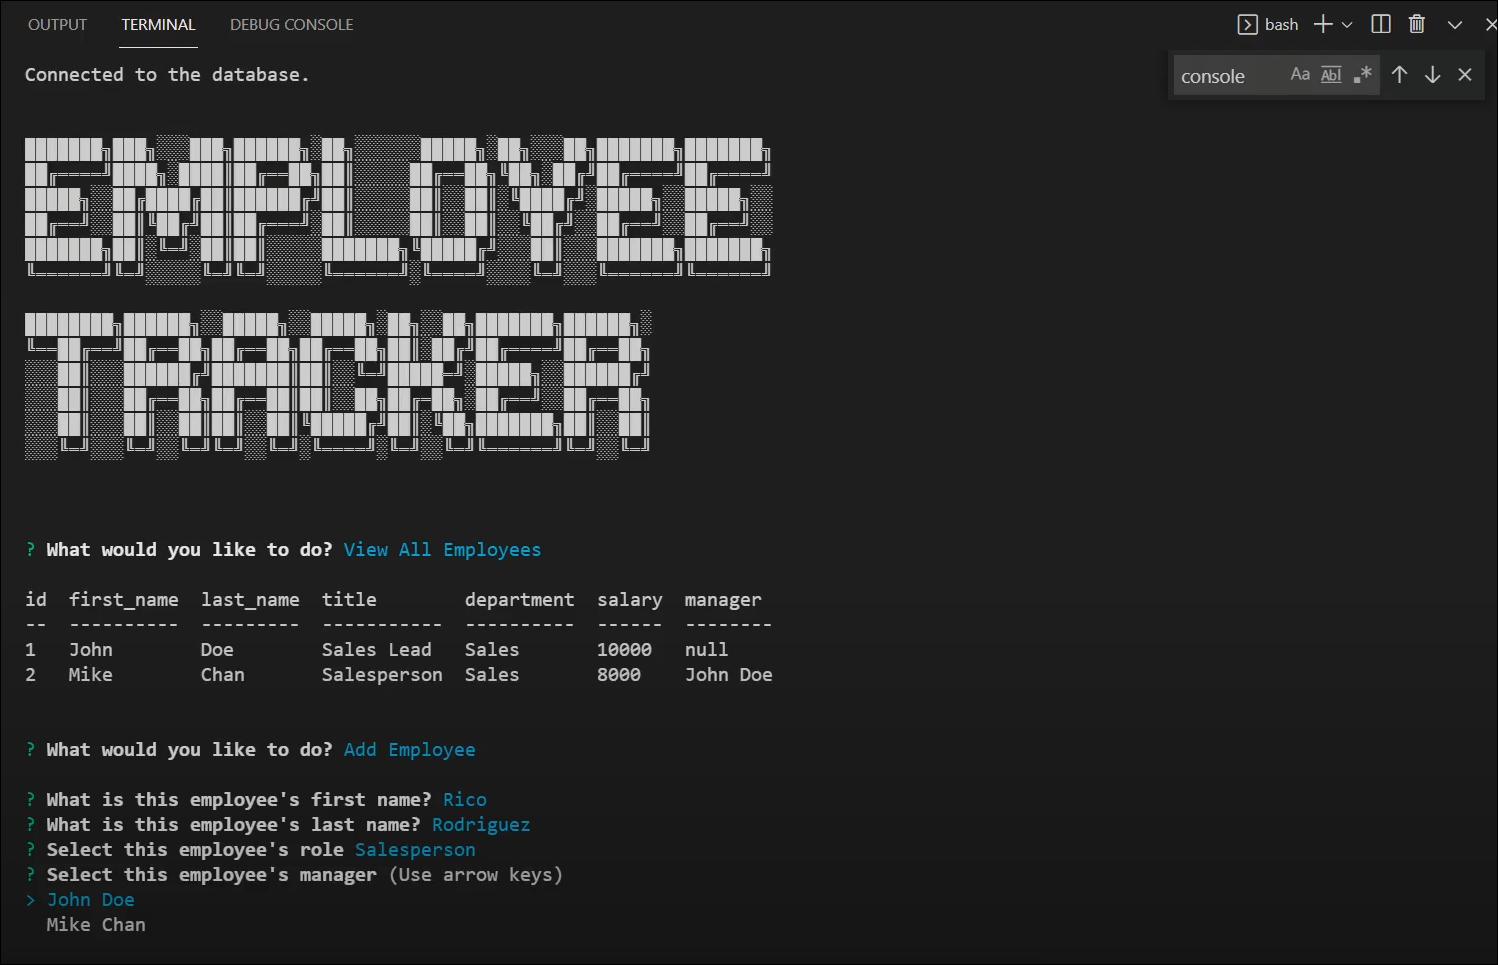 OUTPUT TERMINAL DEBUG CONSOLE bash
console Aa Abl .*
Connected to the database.
EMPLOYEE
TRACKER
? What would you like to do? View All Employees
id first_name last_name title department salary manager
-- ---------- --------- ----------- ---------- ------ --------
1 John Doe Sales Lead Sales 10000 null
2 Mike Chan Salesperson Sales 8000 John Doe
? What would you like to do? Add Employee
? What is this employee's first name? Rico
? What is this employee's last name? Rodriguez
? Select this employee's role Salesperson
? Select this employee's manager (Use arrow keys)
> John Doe
Mike Chan